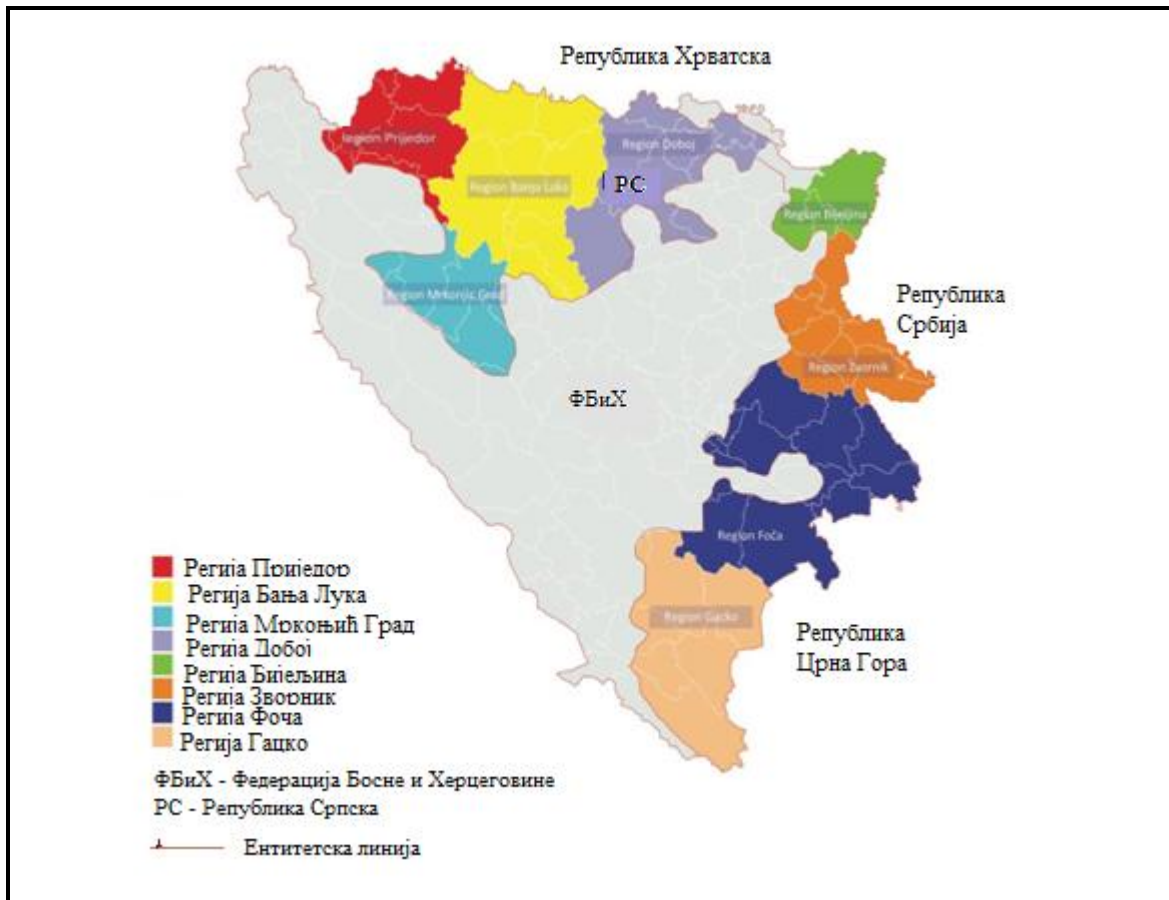 Република Хрватска
legion Prijedor
Region Doboj
Region Banja Luka
РС
Region Bijeljina
Region Mrkonjic Grad
Република
Србија
Region Zvornik
ФБиХ
Region Foča
Region Gacko
Република
Црна Гора
Регија Приједор
Регија Бања Лука
Регија Мркоњић Град
Регија Добој
Регија Бијељина
Регија Зворник
Регија Фоча
Регија Гацко
ФБиХ - Федерација Босне и Херцеговине
РС - Република Српска
Ентитетска линија